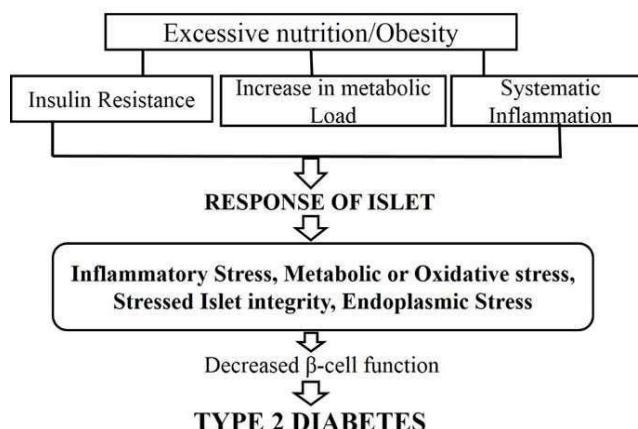 Excessive nutrition/Obesity
Insulin Resistance
Increase in metabolic
Load
Systematic
Inflammation
RESPONSE OF ISLET
Inflammatory Stress, Metabolic or Oxidative stress,
Stressed Islet integrity, Endoplasmic Stress
Decreased β-cell function
TYPE 2 DIABETES